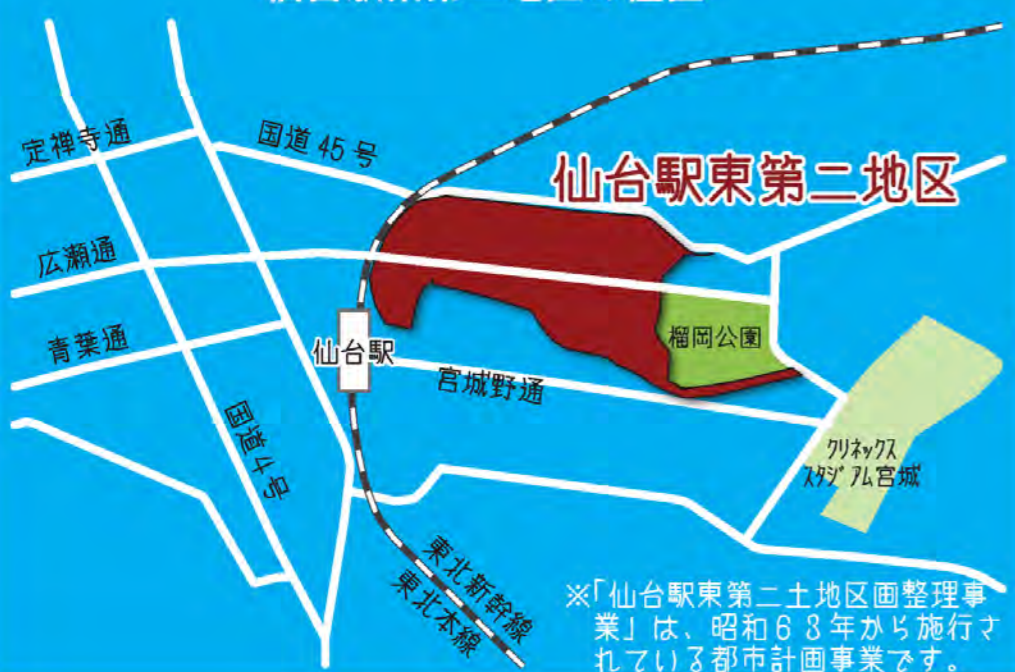 定禅寺通
国道45号
仙台駅東第二地区
広瀬通
榴岡公園
青葉通
仙台駅
宮城野通
国道4号
クリネックス
スタジアム宮城
東北新幹線
東北本線
※「仙台駅東第二土地区画整理事
業」は、昭和63年から施行さ
れている都市計画事業です。